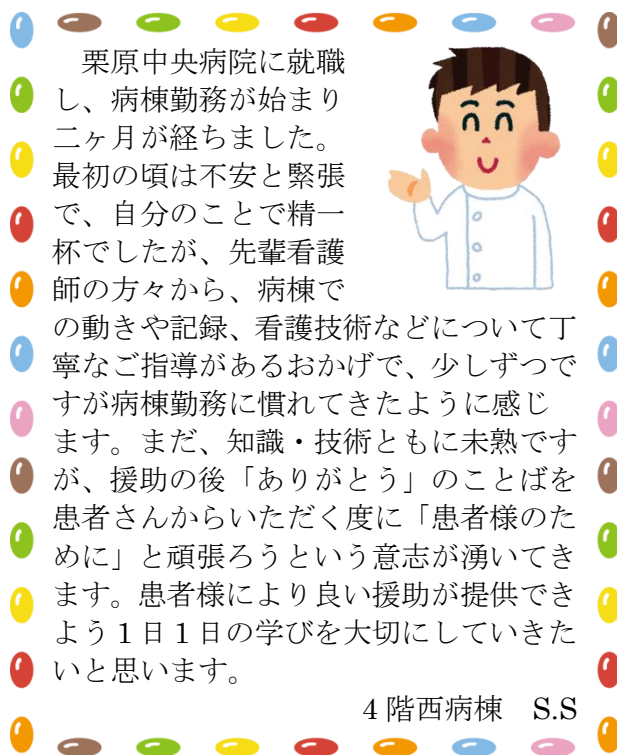 栗原中央病院に就職
し、病棟勤務が始まり
二ヶ月が経ちました。
最初の頃は不安と緊張
で、自分のことで精一
杯でしたが、先輩看護
師の方々から、病棟で
の動きや記録、看護技術などについて丁
寧なご指導があるおかげで、少しずつで
すが病棟勤務に慣れてきたように感じ
ます。まだ、知識・技術ともに未熟です
が、援助の後「ありがとう」のことばを
患者さんからいただく度に「患者様のた
めに」と頑張ろうという意志が湧いてき
ます。患者様により良い援助が提供でき
よう１日１日の学びを大切にしていきた
いと思います。
4 階西病棟　S.S